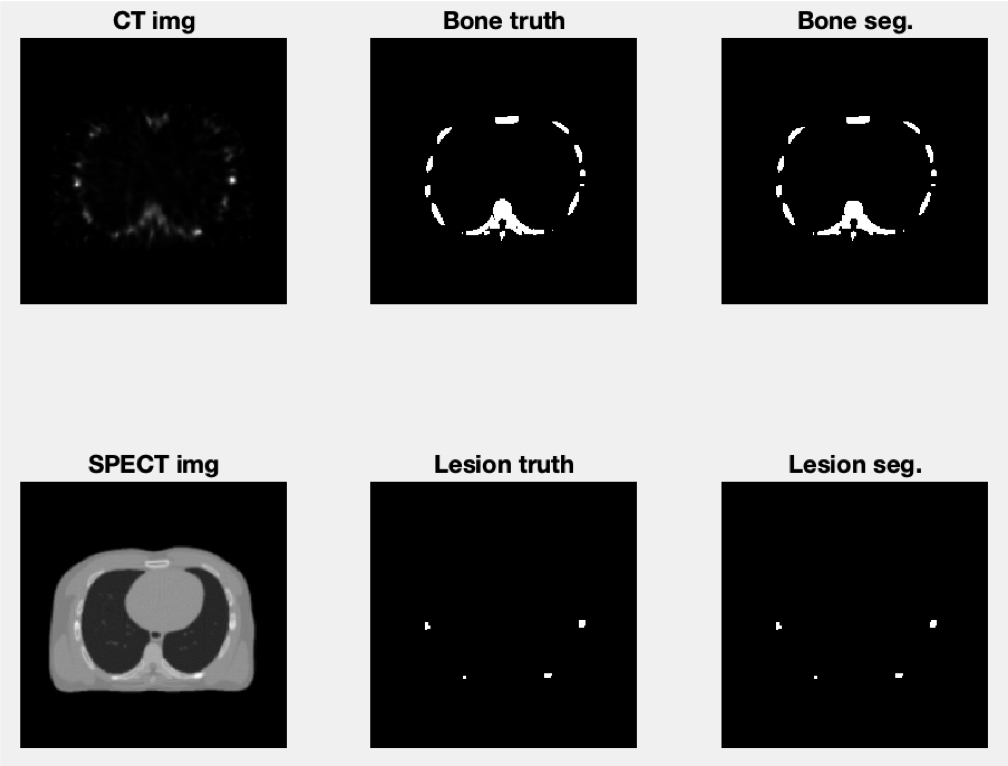 CT img
Bone truth
Bone seg.
SPECT img
Lesion truth
Lesion seg.